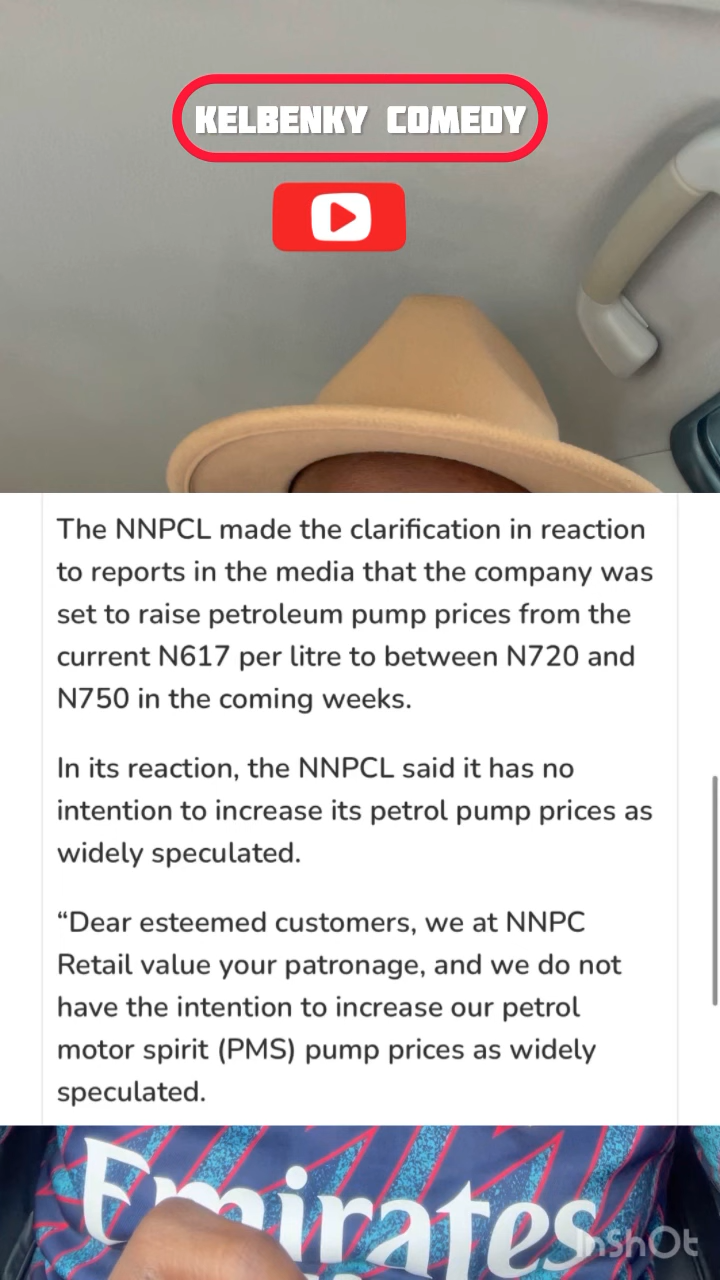 KELBENKY COMEDY
The NNPCL made the clarification in reaction
to reports in the media that the company was
set to raise petroleum pump prices from the
current N617 per litre to between N720 and
N750 in the coming weeks.
In its reaction, the NNPCL said it has no
intention to increase its petrol pump prices as
widely speculated.
“Dear esteemed customers, we at NNPC
Retail value your patronage, and we do not
have the intention to increase our petrol
motor spirit (PMS) pump prices as widely
speculated.
Emirates
InShOt